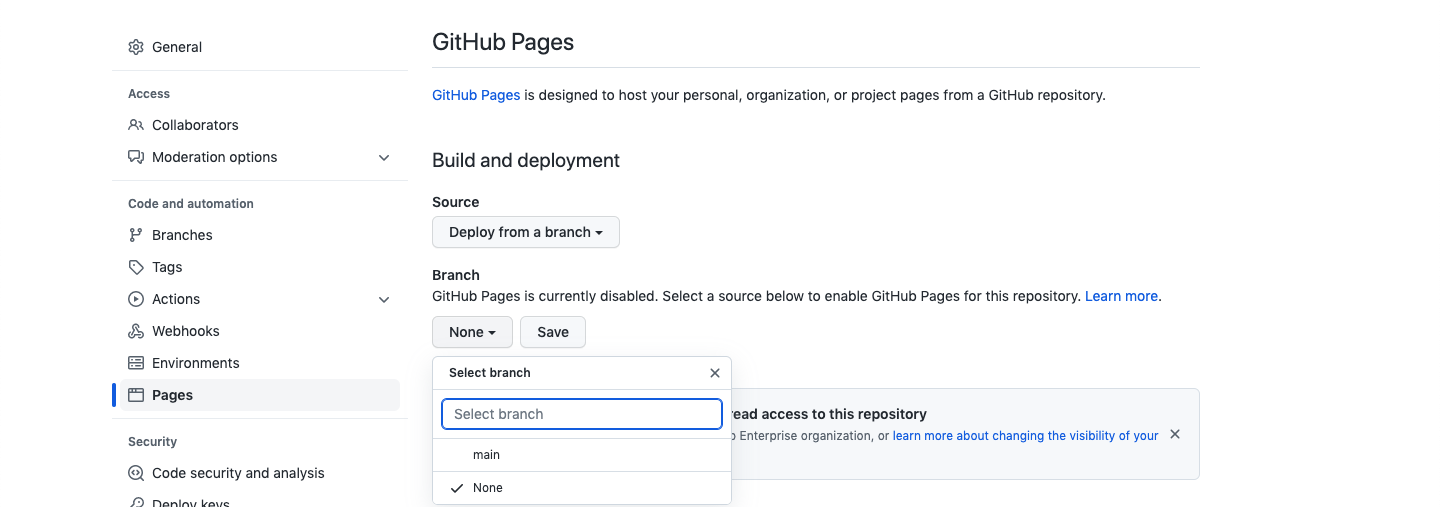 General
Access
Collaborators
Moderation options
Code and automation
Branches
Tags
Actions
Webhooks
Environments
Pages
Security
Code security and analysis
Deploy keys
GitHub Pages
GitHub Pages is designed to host your personal, organization, or project pages from a GitHub repository.
Build and deployment
Source
Deploy from a branch
Branch
GitHub Pages is currently disabled. Select a source below to enable GitHub Pages for this repository. Learn more.
None Save
Select branch
Select branch
main
None
read access to this repository
Enterprise organization, or learn more about changing the visibility of your